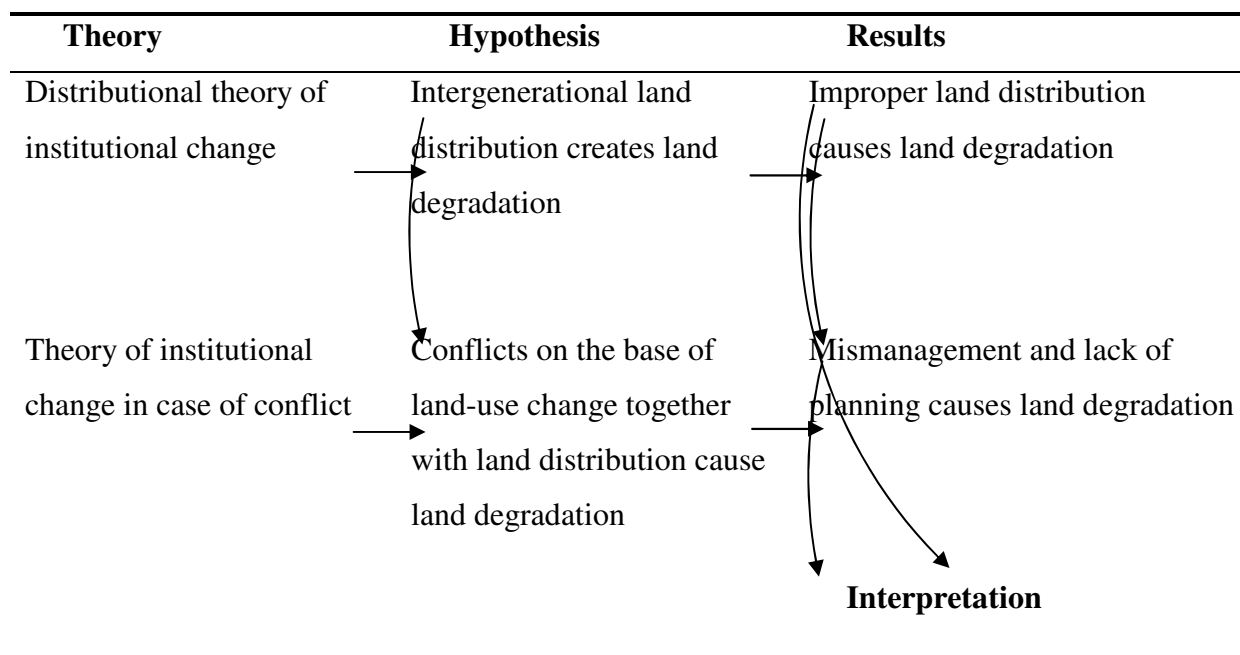 Theory Hypothesis Results
Distributional theory of
institutional change
Intergenerational land
distribution creates land
degradation
Improper land distribution
causes land degradation
Theory of institutional
change in case of conflict
Conflicts on the base of
land-use change together
with land distribution cause
land degradation
Mismanagement and lack of
planning causes land degradation
Interpretation